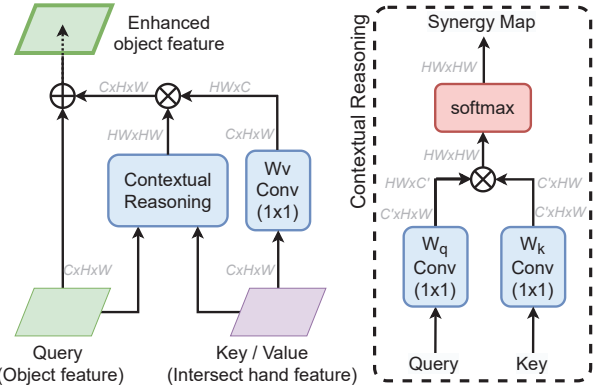 Enhanced
object feature
CxHxW
HWxC
HWxHW
CxHxW
Contextual
Reasoning
Wv
Conv
(1x1)
CxHxW
CxHxW
Query
(Object feature)
Key / Value
(Intersect hand feature)
Contextual Reasoning
Synergy Map
HWxHW
softmax
HWxHW
HWxC'
C'xHW
C'xHxW
C'xHxW
Wq
Conv
(1x1)
Wk
Conv
(1x1)
Query
Key